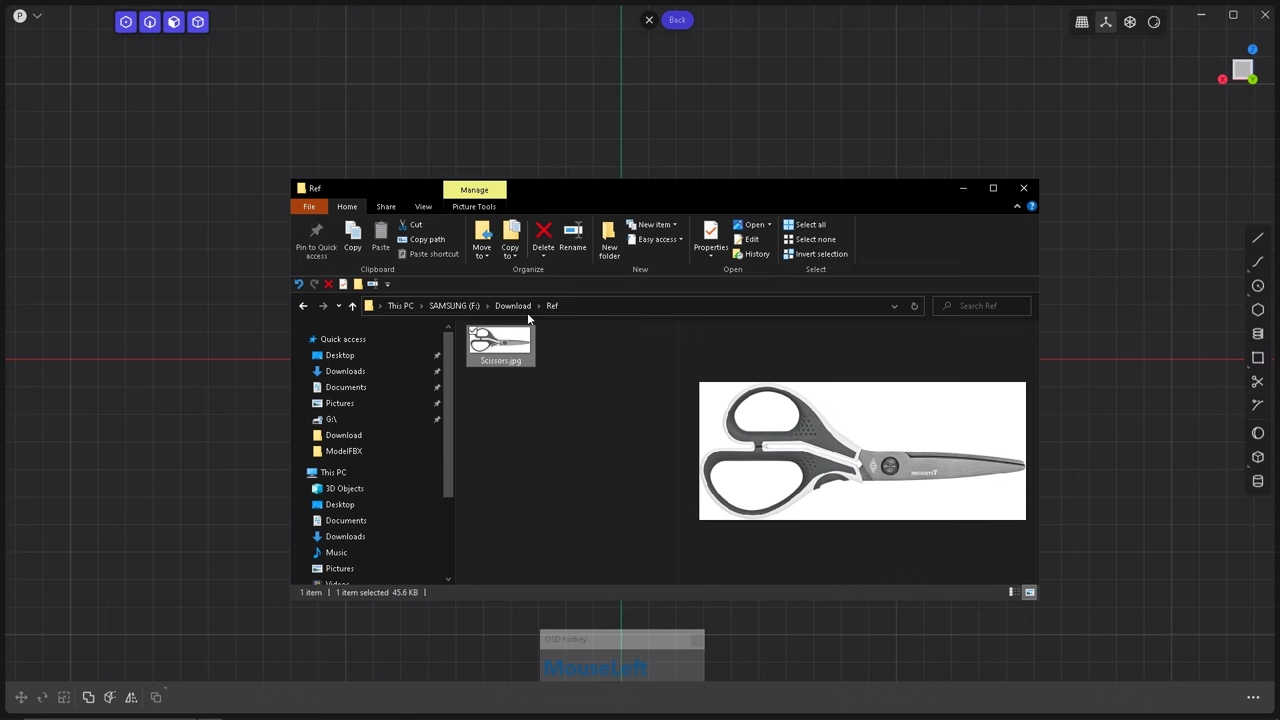 P
Back
Z
X
Y
Ref
Manage
File
Home
Share
View
Picture Tools
Pin to Quick access
Copy
Paste
Cut
Copy path
Paste shortcut
Move to
Copy to
Delete
Rename
New folder
New item
Easy access
Properties
Open
Edit
History
Select all
Select none
Invert selection
Clipboard
Organize
New
Open
Select
This PC > SAMSUNG (F:) > Download > Ref
Search Ref
Quick access
Desktop
Downloads
Documents
Pictures
G:\
Download
ModelFBX
This PC
3D Objects
Desktop
Documents
Downloads
Music
Pictures
Videos
Scissors.jpg
1 item
1 item selected 45.6 KB
OSD hotkey
MouseLeft